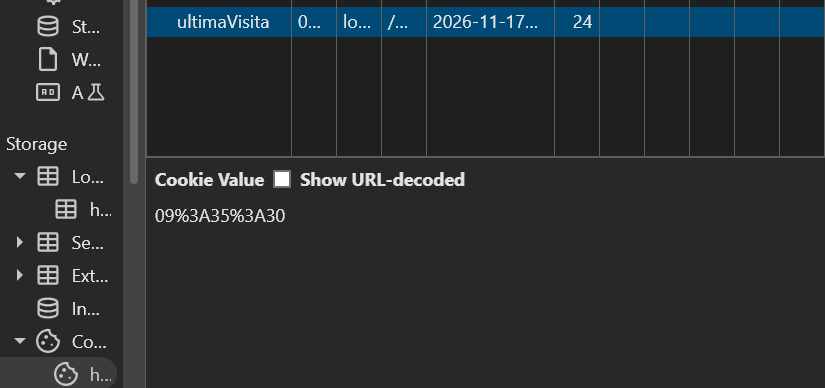 ultimaVisita 0... lo... /... 2026-11-17... 24
St...
W...
AD A
Storage
Lo...
h...
Se...
Ext...
In...
Co...
h...
Cookie Value Show URL-decoded
09%3A35%3A30